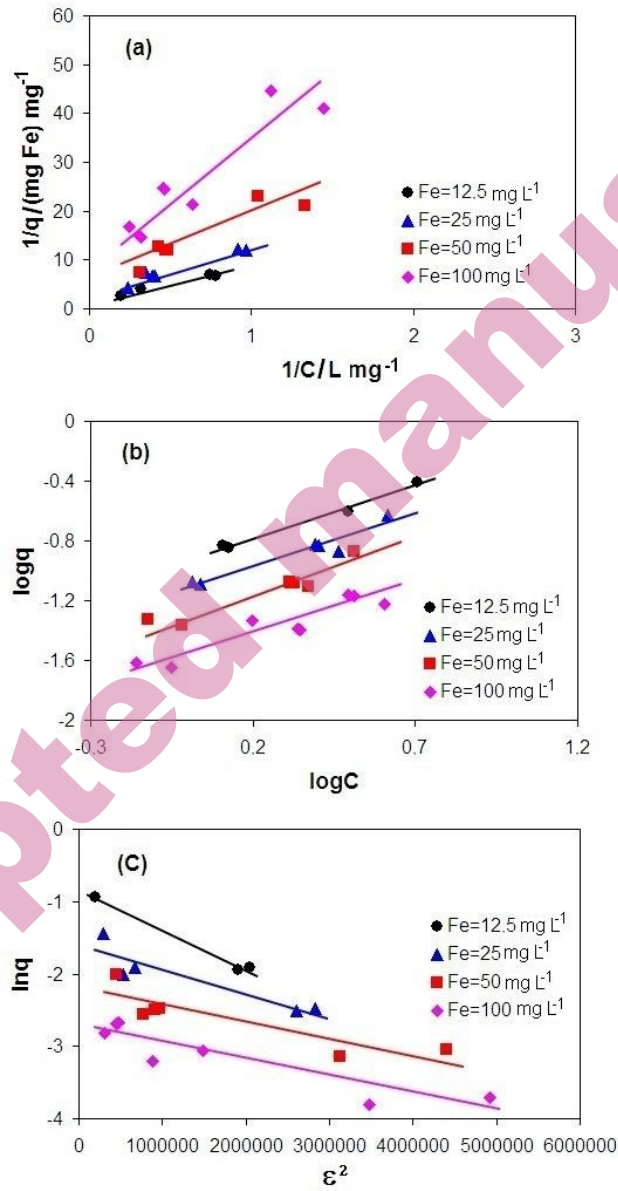 (a)
60
50
40
30
20
10
0
1/q/(mg Fe) mg⁻¹
Fe=12.5 mg L⁻¹
Fe=25 mg L⁻¹
Fe=50 mg L⁻¹
Fe=100 mg L⁻¹
0 1 2 3
1/C/L mg⁻¹
(b)
0
-0.4
-0.8
-1.2
-1.6
-2
logq
Fe=12.5 mg L⁻¹
Fe=25 mg L⁻¹
Fe=50 mg L⁻¹
Fe=100 mg L⁻¹
-0.3 0.2 0.7 1.2
logC
(C)
0
-1
-2
-3
-4
lnq
Fe=12.5 mg L⁻¹
Fe=25 mg L⁻¹
Fe=50 mg L⁻¹
Fe=100 mg L⁻¹
0 1000000 2000000 3000000 4000000 5000000 6000000
ε²
pted manus